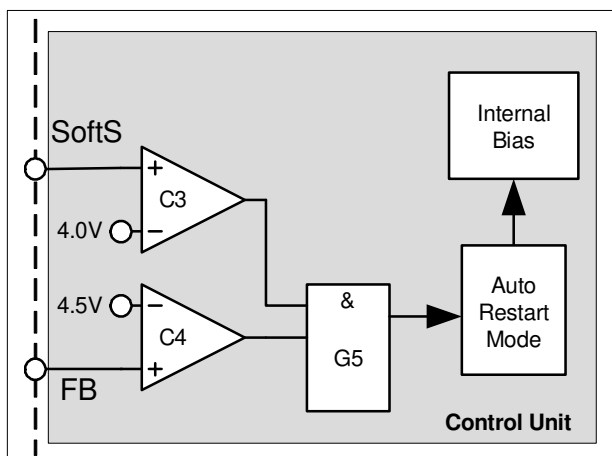 SoftS
+
C3
4.0V
−
4.5V
−
C4
+
FB
&
G5
Internal
Bias
Auto
Restart
Mode
Control Unit